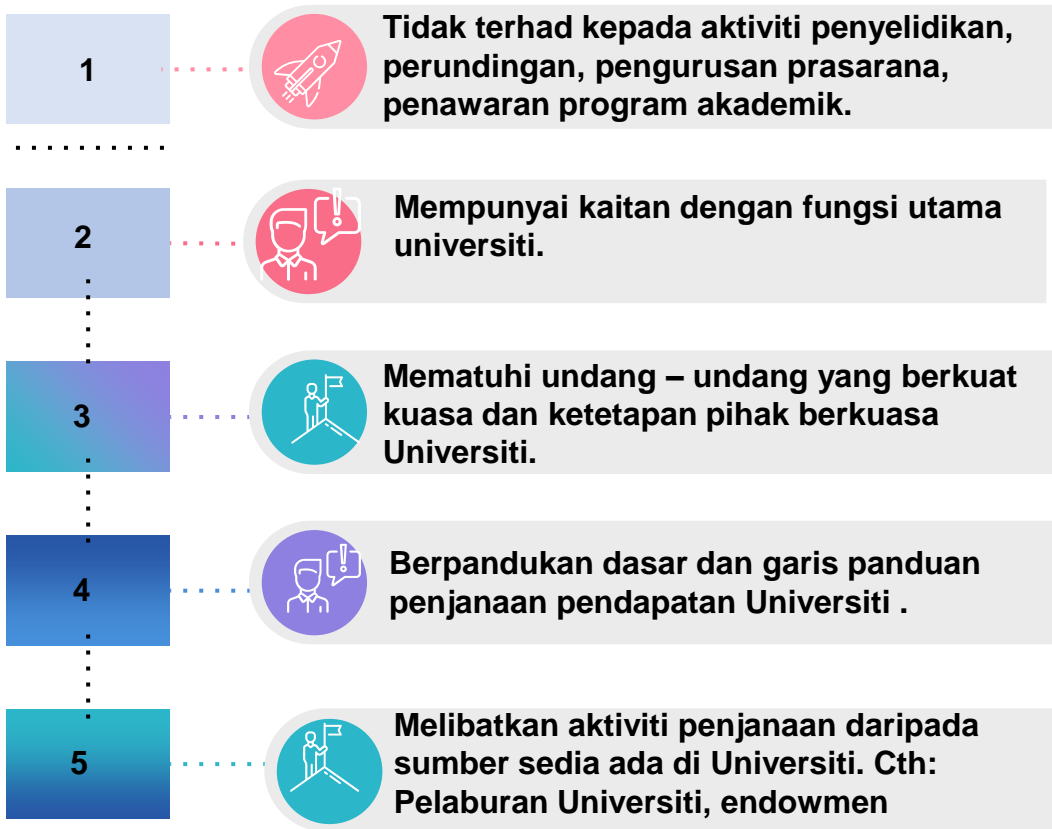 1
Tidak terhad kepada aktiviti penyelidikan,
perundingan, pengurusan prasarana,
penawaran program akademik.
2
Mempunyai kaitan dengan fungsi utama
universiti.
3
Mematuhi undang – undang yang berkuat
kuasa dan ketetapan pihak berkuasa
Universiti.
4
Berpandukan dasar dan garis panduan
penjanaan pendapatan Universiti .
5
Melibatkan aktiviti penjanaan daripada
sumber sedia ada di Universiti. Cth:
Pelaburan Universiti, endowmen